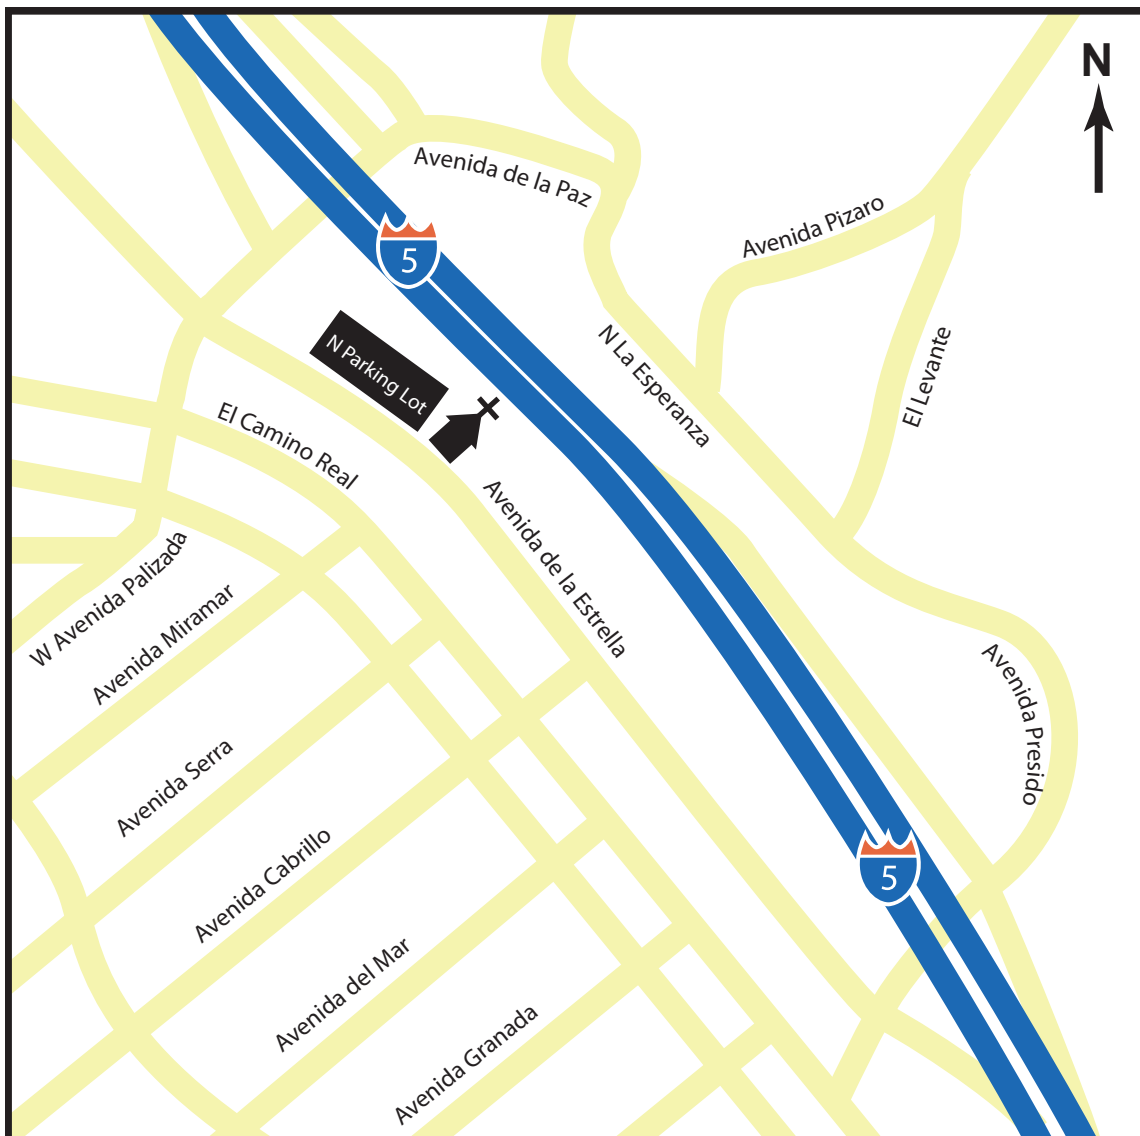 N
Avenida de la Paz
Avenida Pizaro
5
N La Esperanza
El Levante
N Parking Lot
El Camino Real
Avenida de la Estrella
W Avenida Palizada
Avenida Miramar
Avenida Presido
Avenida Serra
Avenida Cabrillo
5
Avenida del Mar
Avenida Granada